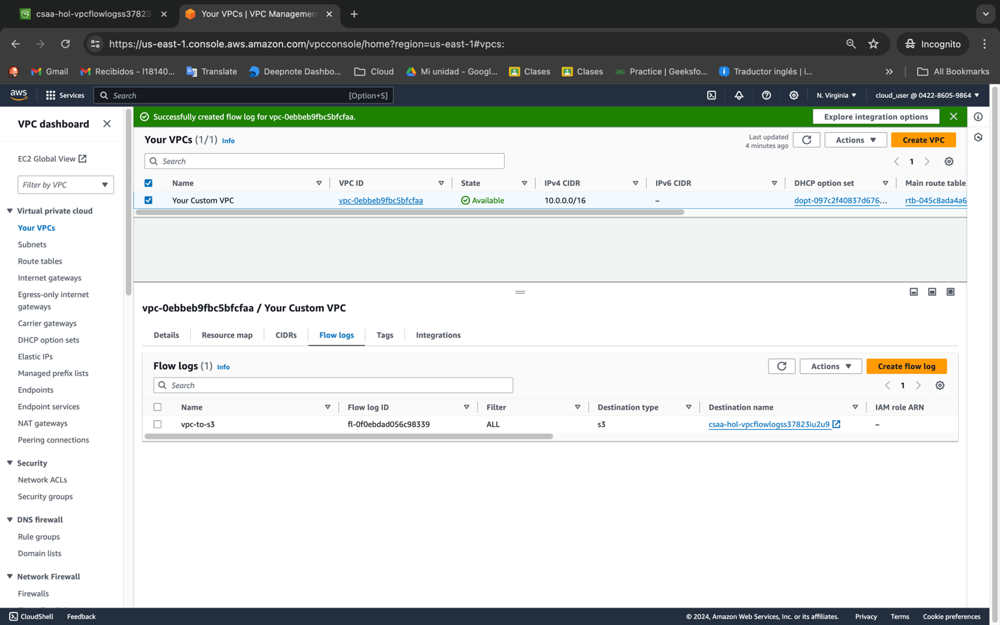 csaa-hol-vpcflowlogss37823
Your VPCs | VPC Managemen
https://us-east-1.console.aws.amazon.com/vpcconsole/home?region=us-east-1#vpcs:
Incognito
Gmail
Recibidos - l18140...
Translate
Deepnote Dashbo...
Cloud
Mi unidad - Googl...
Clases
Clases
Practice | Geeksfo...
Traductor inglés | i...
All Bookmarks
aws
Services
Search
[Option+S]
N. Virginia
cloud_user @ 0422-8605-9864
VPC dashboard
EC2 Global View
Filter by VPC
Virtual private cloud
Your VPCs
Subnets
Route tables
Internet gateways
Egress-only internet
gateways
Carrier gateways
DHCP option sets
Elastic IPs
Managed prefix lists
Endpoints
Endpoint services
NAT gateways
Peering connections
Security
Network ACLs
Security groups
DNS firewall
Rule groups
Domain lists
Network Firewall
Firewalls
Successfully created flow log for vpc-0ebbeb9fbc5bfcfaa.
Explore integration options
Your VPCs (1/1) Info
Last updated
4 minutes ago
Actions
Create VPC
Search
1
Name VPC ID State IPv4 CIDR IPv6 CIDR DHCP option set Main route table
Your Custom VPC vpc-0ebbeb9fbc5bfcfaa Available 10.0.0.0/16 – dopt-097c2f40837d676... rtb-045c8ada4a6
vpc-0ebbeb9fbc5bfcfaa / Your Custom VPC
Details Resource map CIDRs Flow logs Tags Integrations
Flow logs (1) Info
Actions
Create flow log
Search
1
Name Flow log ID Filter Destination type Destination name IAM role ARN
vpc-to-s3 fl-0f0ebdad056c98339 ALL s3 csaa-hol-vpcflowlogss37823iu2u9 –
CloudShell Feedback © 2024, Amazon Web Services, Inc. or its affiliates. Privacy Terms Cookie preferences